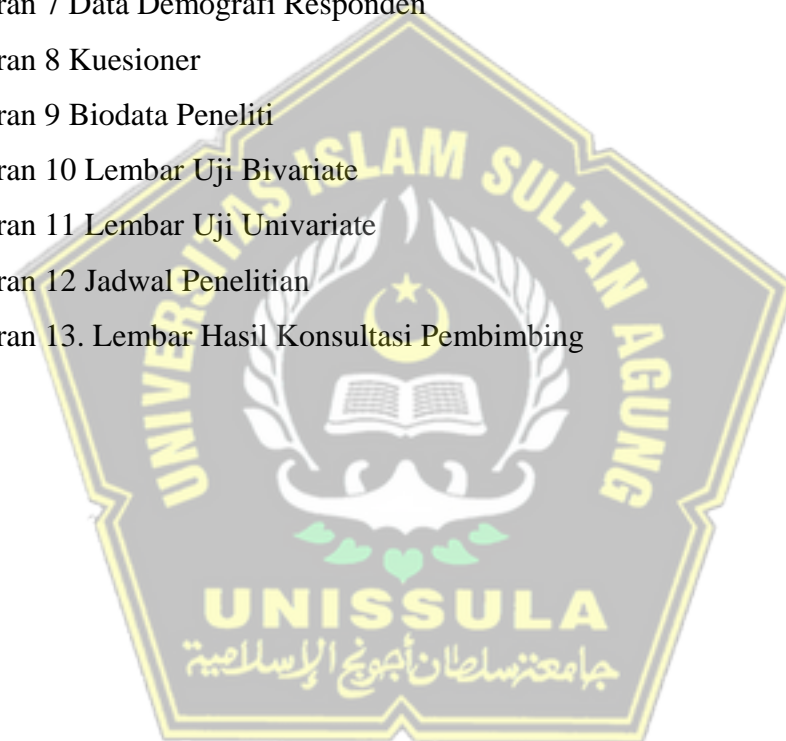 ran 7 Data Demografi Responden
ran 8 Kuesioner
ran 9 Biodata Peneliti
ran 10 Lembar Uji Bivariate
ran 11 Lembar Uji Univariate
ran 12 Jadwal Penelitian
ran 13. Lembar Hasil Konsultasi Pembimbing
UNIVERSITAS ISLAM SULTAN AGUNG
UNISSULA
جامعة سلطان أجونج الإسلامية